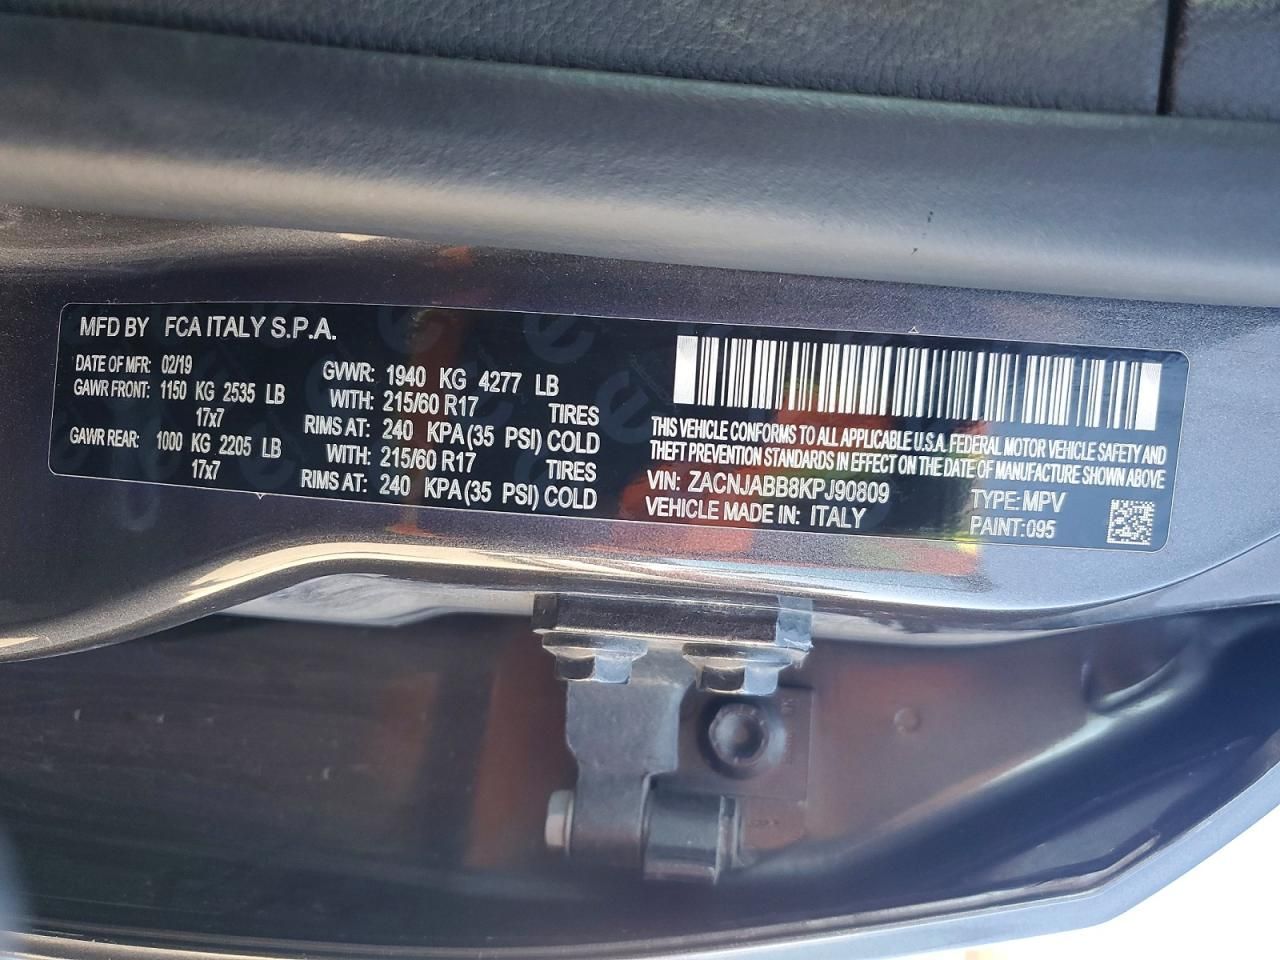 MFD BY FCA ITALY S.P.A.
DATE OF MFR: 02/19 GVWR: 1940 KG 4277 LB
GAWR FRONT: 1150 KG 2535 LB WITH: 215/60 R17 TIRES
17x7 RIMS AT: 240 KPA (35 PSI) COLD
GAWR REAR: 1000 KG 2205 LB WITH: 215/60 R17 TIRES
17x7 RIMS AT: 240 KPA (35 PSI) COLD
THIS VEHICLE CONFORMS TO ALL APPLICABLE U.S.A. FEDERAL MOTOR VEHICLE SAFETY AND
THEFT PREVENTION STANDARDS IN EFFECT ON THE DATE OF MANUFACTURE SHOWN ABOVE
VIN: ZACNJABB8KPJ90809 TYPE: MPV
VEHICLE MADE IN: ITALY PAINT: 095